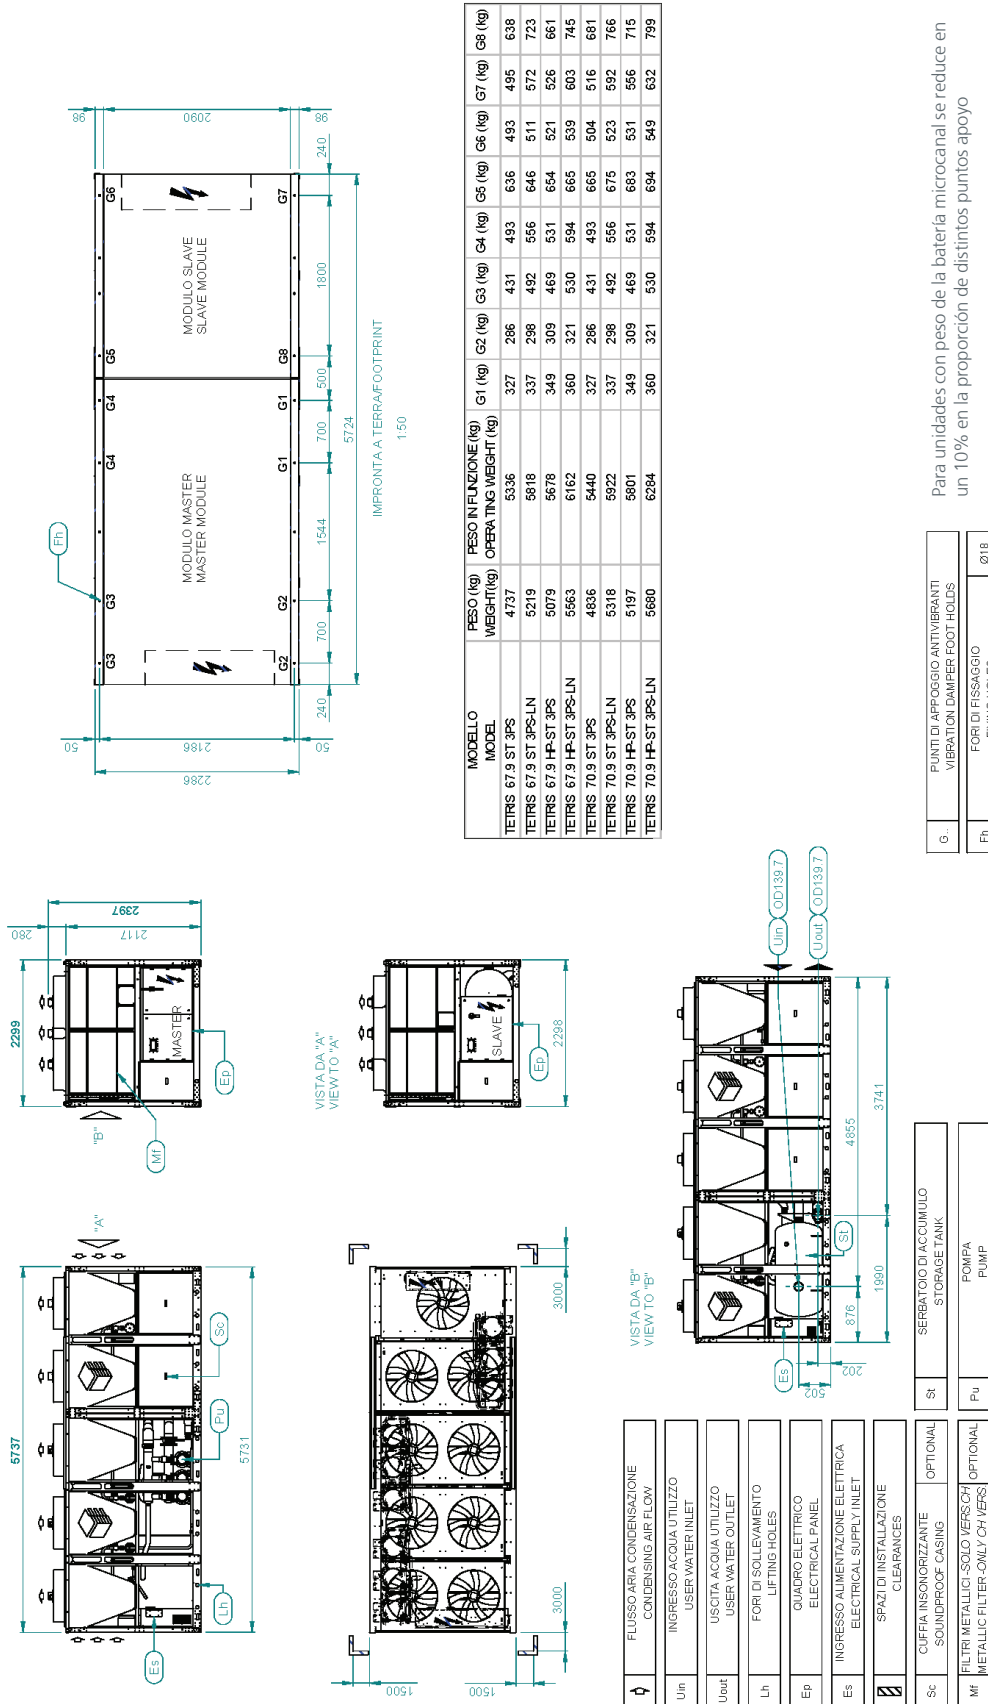 5737
5731
"A"
Es
Lh
Pu
Sc
2299
280
2117
2397
"B"
Mf
Ep
MASTER
VISTA DA "A"
VIEW TO "A"
SLAVE
Ep
2298
3000
3000
1500
1500
VISTA DA "B"
VIEW TO "B"
Es
St
Uin
OD139.7
Uout
OD139.7
876
1990
4855
3741
502
202
Fh
50
2186
50
2286
98
2090
98
G3
G3
G4
G4
G5
G6
G2
G2
G1
G1
G8
G7
MODULO MASTER
MASTER MODULE
MODULO SLAVE
SLAVE MODULE
240
700
1544
700
500
1800
240
5724
IMPRONTA A TERRA/FOOTPRINT
1:50
MODELLO MODEL PESO (kg) WEIGHT(kg) PESO IN FUNZIONE (kg) OPERATING WEIGHT (kg) G1 (kg) G2 (kg) G3 (kg) G4 (kg) G5 (kg) G6 (kg) G7 (kg) G8 (kg)
TETRIS 67.9 ST 3PS 4737 5336 327 286 431 493 636 493 495 638
TETRIS 67.9 ST 3PS-LN 5219 5818 337 298 492 556 646 511 572 723
TETRIS 67.9 HP-ST 3PS 5079 5678 349 309 469 531 654 521 526 661
TETRIS 67.9 HP-ST 3PS-LN 5563 6162 360 321 530 594 665 539 603 745
TETRIS 70.9 ST 3PS 4836 5440 327 286 431 493 665 504 516 681
TETRIS 70.9 ST 3PS-LN 5318 5922 337 298 492 556 675 523 592 766
TETRIS 70.9 HP-ST 3PS 5197 5801 349 309 469 531 683 531 556 715
TETRIS 70.9 HP-ST 3PS-LN 5680 6284 360 321 530 594 694 549 632 799
FLUSSO ARIA CONDENSAZIONE
CONDENSING AIR FLOW
Uin INGRESSO ACQUA UTILIZZO
USER WATER INLET
Uout USCITA ACQUA UTILIZZO
USER WATER OUTLET
Lh FORI DI SOLLEVAMENTO
LIFTING HOLES
Ep QUADRO ELETTRICO
ELECTRICAL PANEL
Es INGRESSO ALIMENTAZIONE ELETTRICA
ELECTRICAL SUPPLY INLET
SPAZI DI INSTALLAZIONE
CLEARANCES
Sc CUFFIA INSONORIZZANTE
SOUNDPROOF CASING
OPTIONAL
Mf FILTRI METALLICI-SOLO VERS.CH
METALLIC FILTER-ONLY CH VERS
OPTIONAL
St SERBATOIO DI ACCUMULO
STORAGE TANK
Pu POMPA
PUMP
G.. PUNTI DI APPOGGIO ANTIVIBRANTI
VIBRATION DAMPER FOOT HOLDS
Fh FORI DI FISSAGGIO
Ø18
Para unidades con peso de la batería microcanal se reduce en
un 10% en la proporción de distintos puntos apoyo